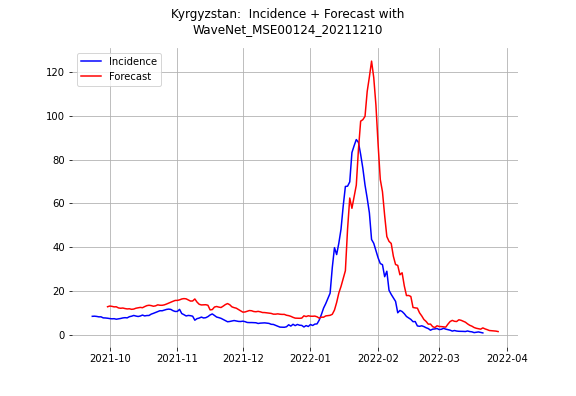 Kyrgyzstan:  Incidence + Forecast with
WaveNet_MSE00124_20211210
Incidence
Forecast
120
100
80
60
40
20
0
2021-10 2021-11 2021-12 2022-01 2022-02 2022-03 2022-04